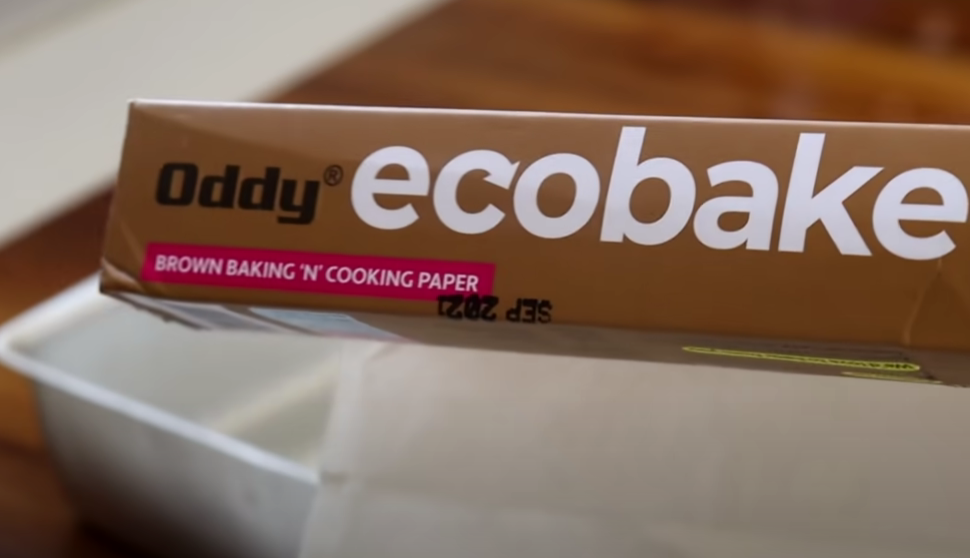 Oddy® ecobake
BROWN BAKING 'N' COOKING PAPER
SEP 2021